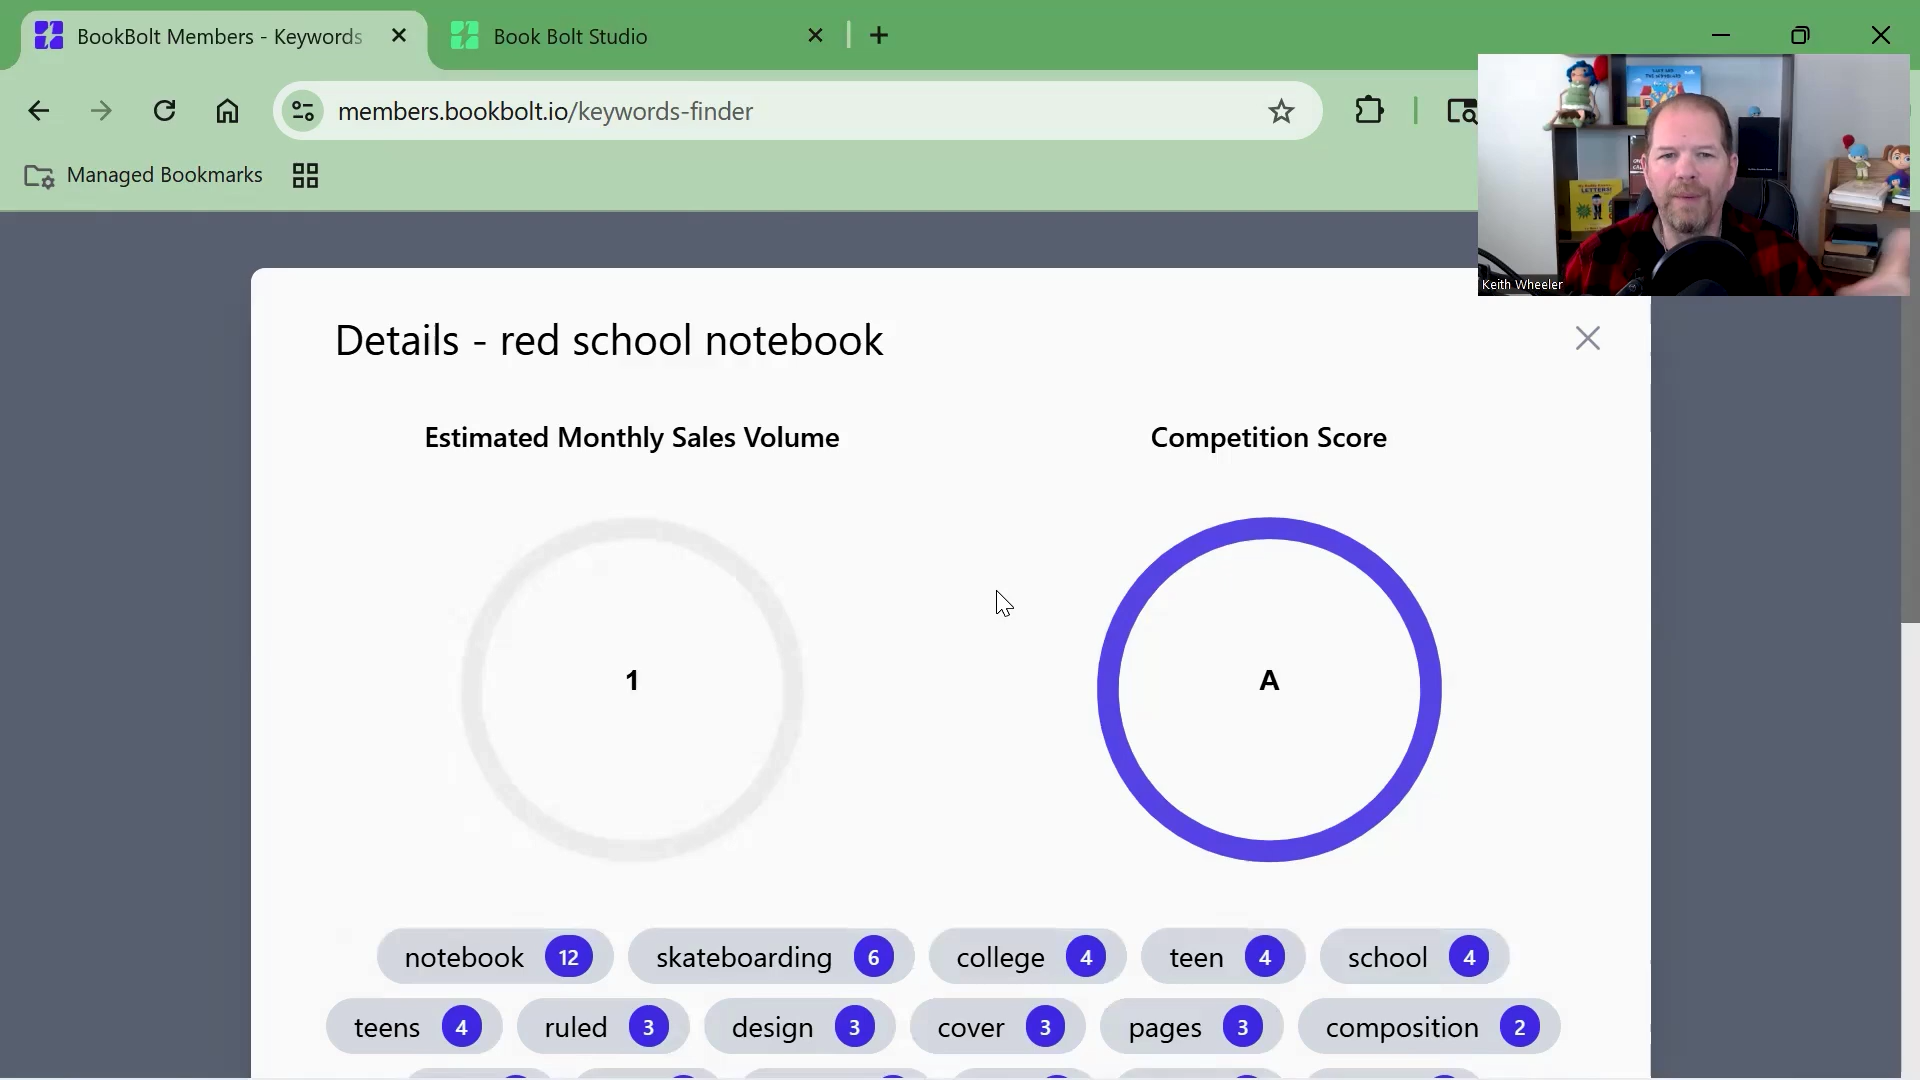 BookBolt Members - Keywords
Book Bolt Studio
members.bookbolt.io/keywords-finder
Managed Bookmarks
Keith Wheeler
Details - red school notebook
Estimated Monthly Sales Volume
Competition Score
1
A
notebook 12 skateboarding 6 college 4 teen 4 school 4
teens 4 ruled 3 design 3 cover 3 pages 3 composition 2